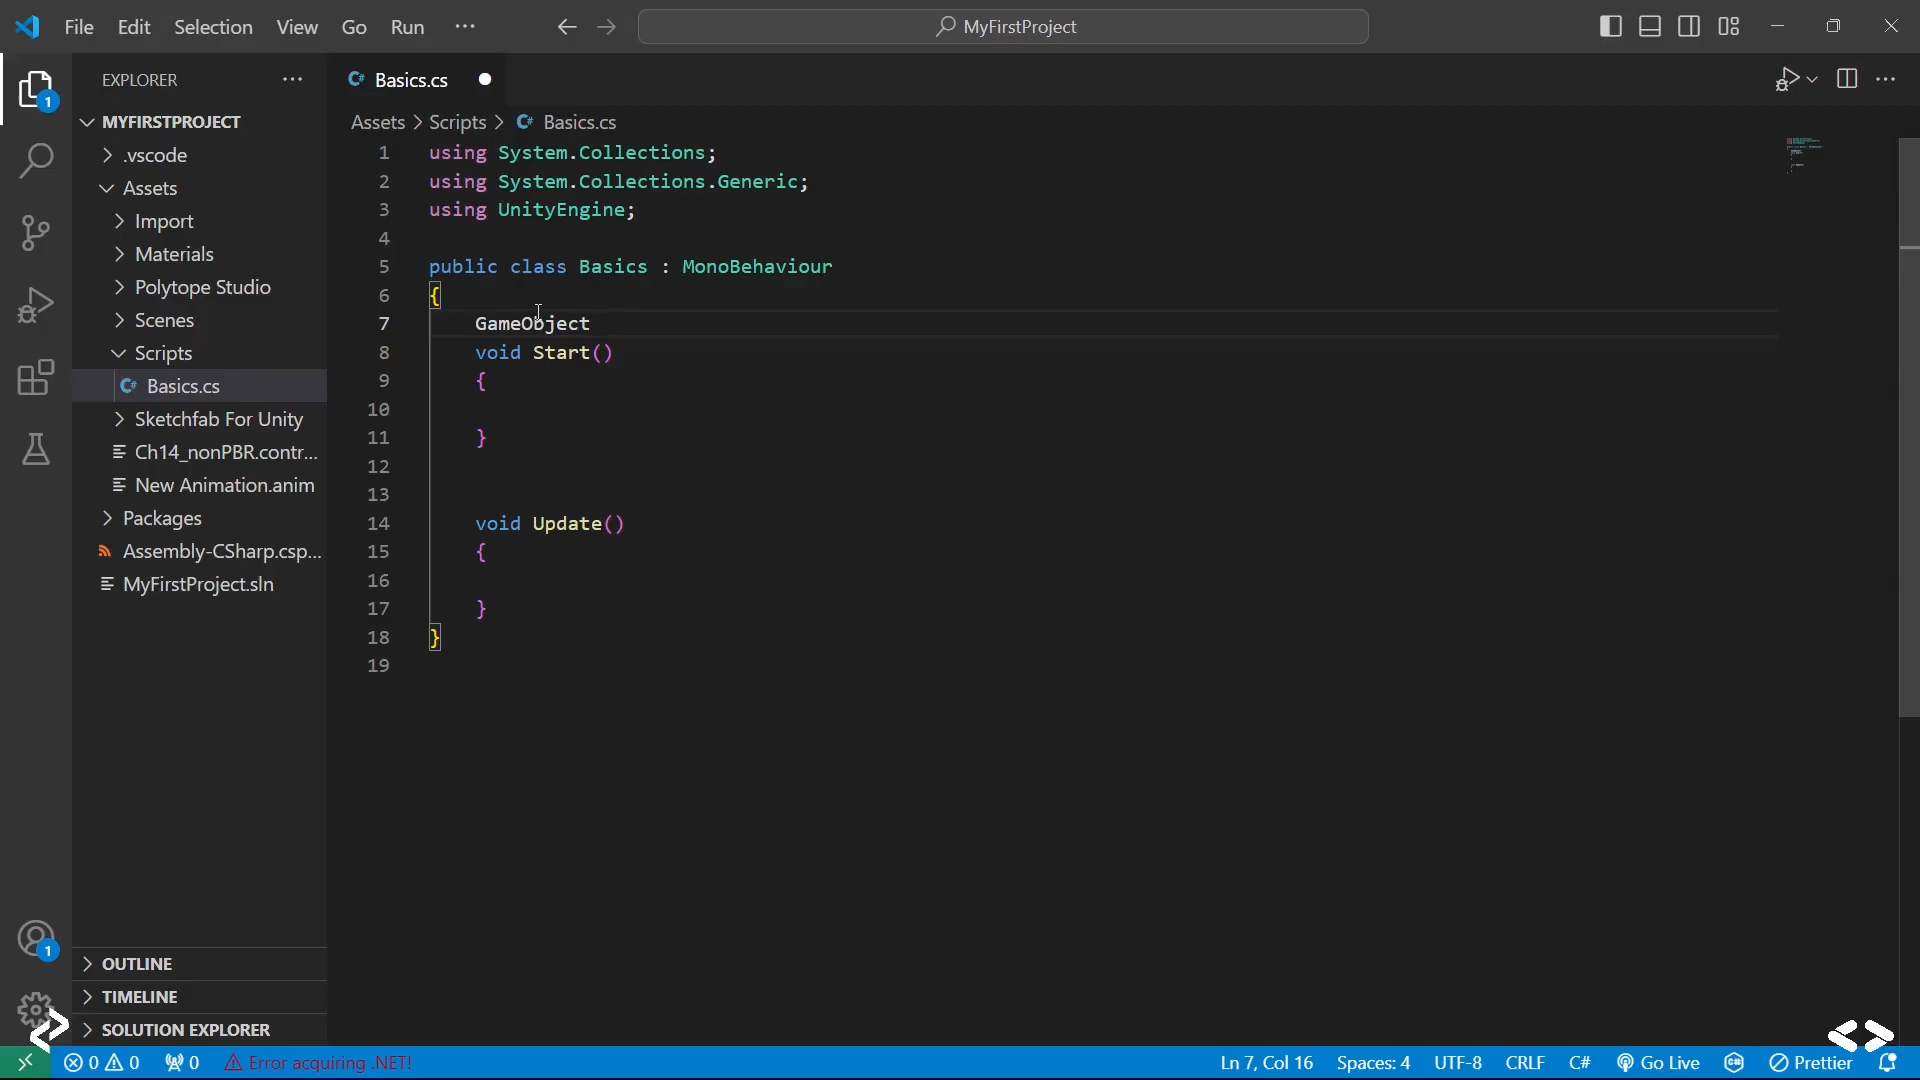 File Edit Selection View Go Run ···
MyFirstProject
EXPLORER
Basics.cs
MYFIRSTPROJECT
Assets > Scripts > Basics.cs
.vscode
Assets
Import
Materials
Polytope Studio
Scenes
Scripts
Basics.cs
Sketchfab For Unity
Ch14_nonPBR.contr...
New Animation.anim
Packages
Assembly-CSharp.csp...
MyFirstProject.sln
OUTLINE
TIMELINE
SOLUTION EXPLORER
1
1
1 using System.Collections;
2 using System.Collections.Generic;
3 using UnityEngine;
4
5 public class Basics : MonoBehaviour
6 {
7 GameObject
8 void Start()
9 {
10
11 }
12
13
14 void Update()
15 {
16
17 }
18 }
19
0 0 0 Error acquiring .NET! Ln 7, Col 16 Spaces: 4 UTF-8 CRLF C# Go Live Prettier